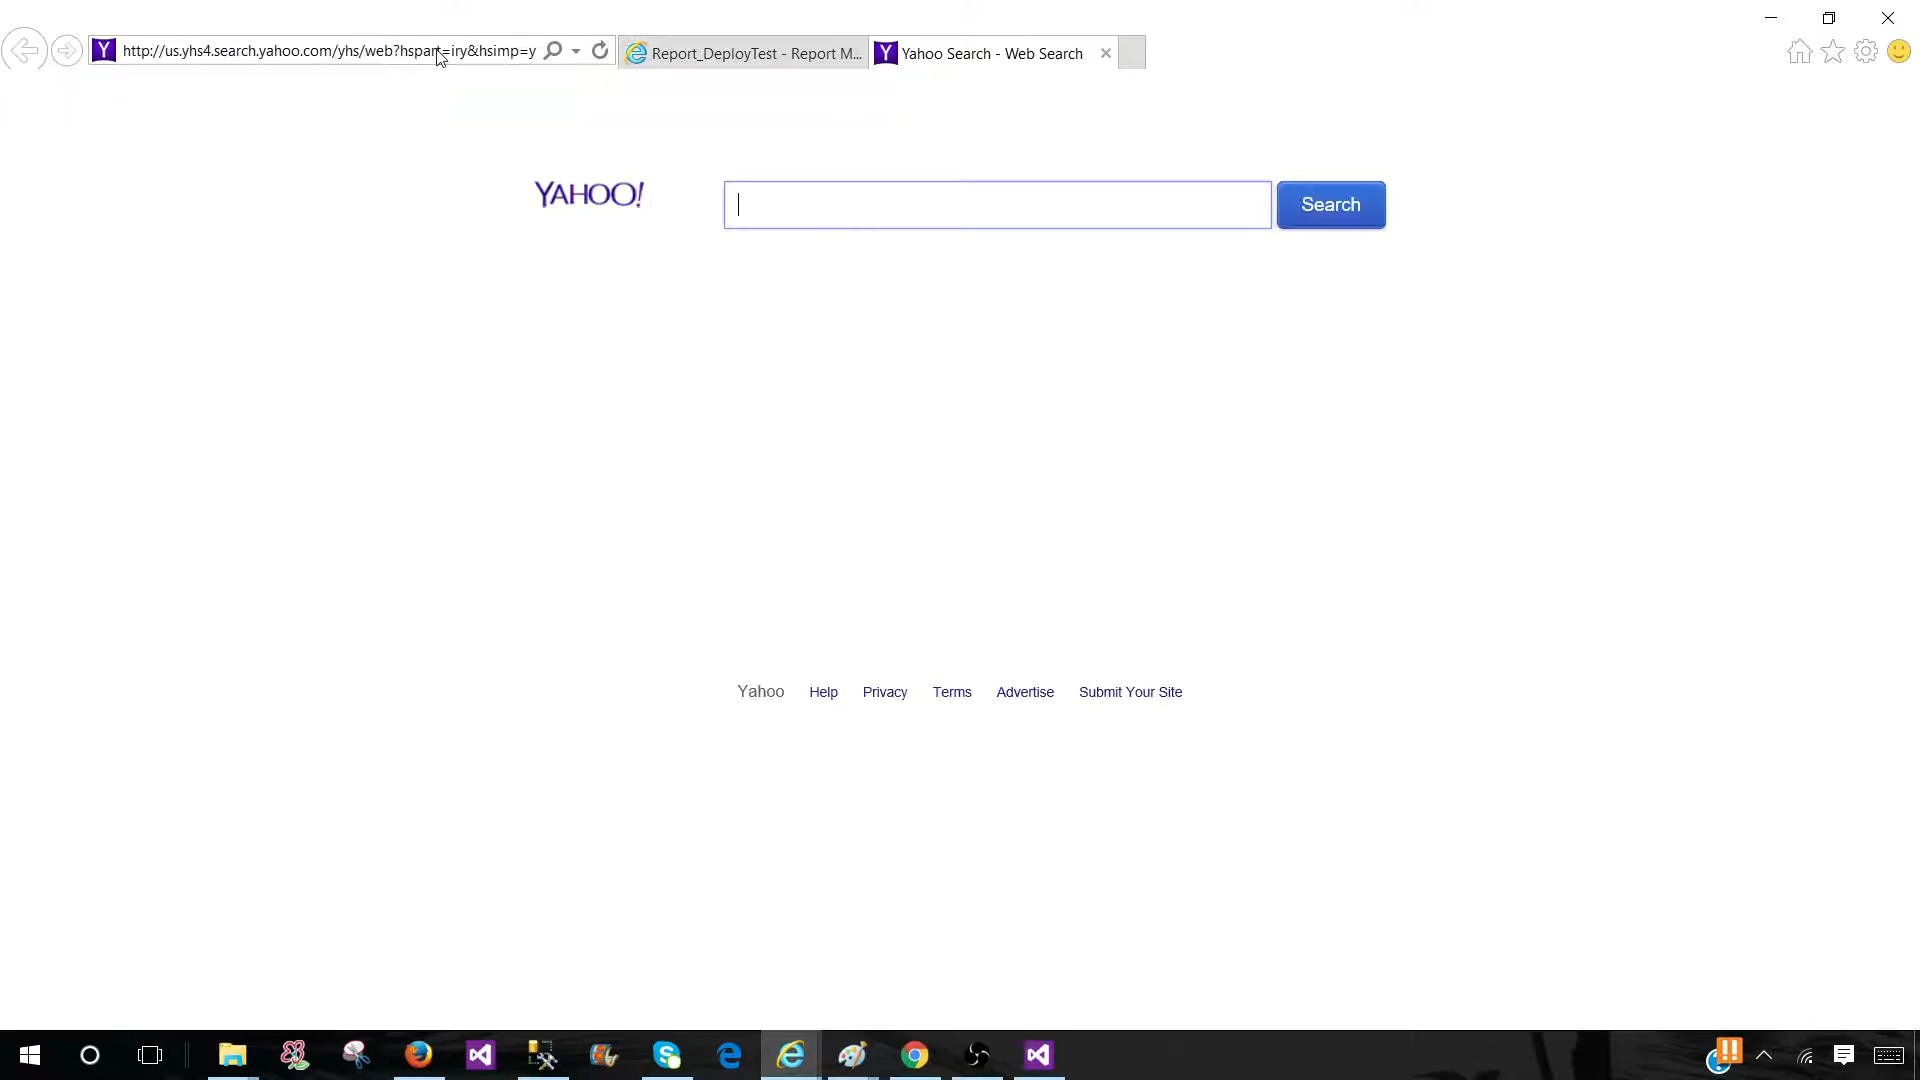 http://us.yhs4.search.yahoo.com/yhs/web?hspart=iry&hsimp=y
Report_DeployTest - Report M...
Yahoo Search - Web Search
YAHOO!
Search
Yahoo Help Privacy Terms Advertise Submit Your Site